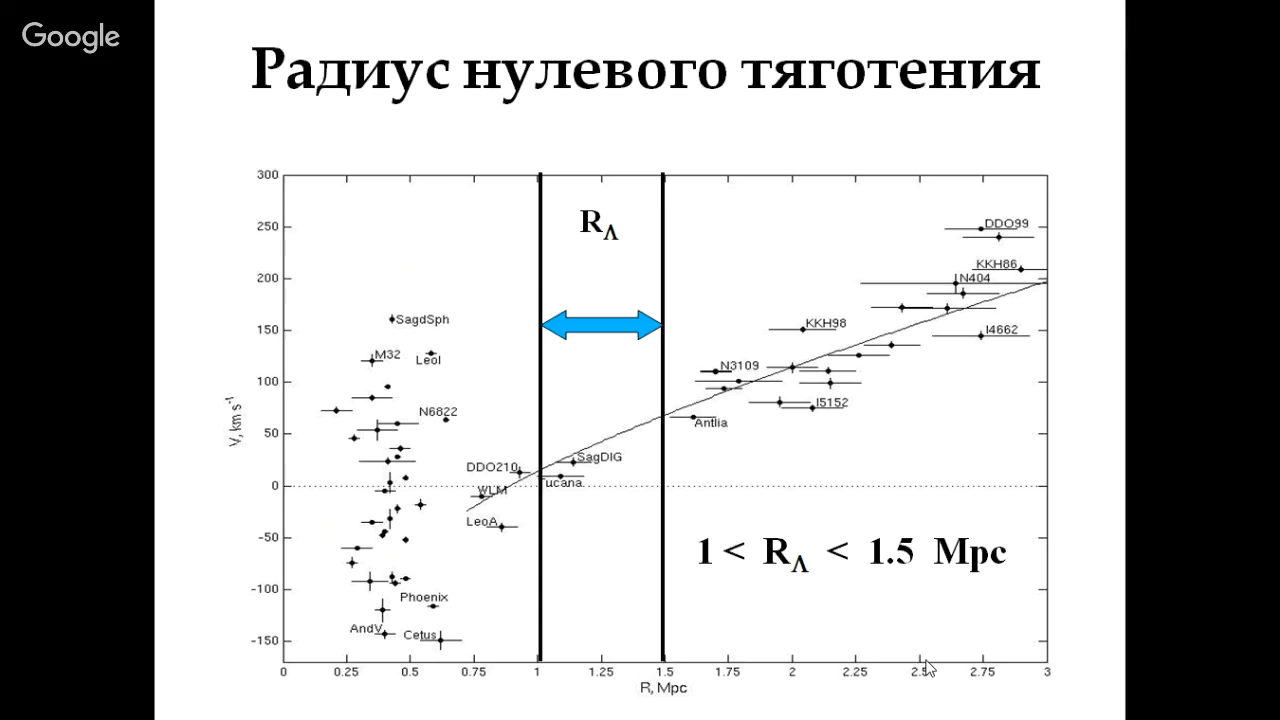 Google
Радиус нулевого тяготения
300
250
200
150
100
50
0
-50
-100
-150
V, km s⁻¹
RΛ
DDO99
KKH86
N404
KKH98
I4662
SagdSph
M32
LeoI
N3109
I5152
N6822
Antlia
DDO210
SagDIG
WLM
ucana
LeoA
1 < RΛ < 1.5 Mpc
Phoenix
AndV
Cetus
0 0.25 0.5 0.75 1 1.25 1.5 1.75 2 2.25 2.5 2.75 3
R, Mpc